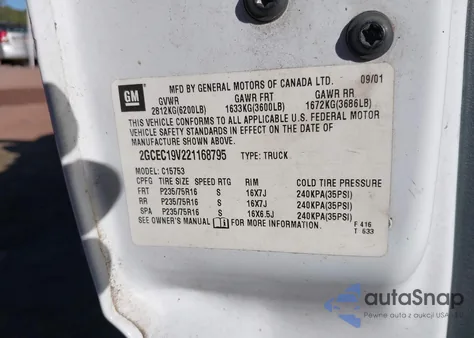 GM
MFD BY GENERAL MOTORS OF CANADA LTD. 09/01
GVWR GAWR FRT GAWR RR
2812KG(6200LB) 1633KG(3600LB) 1672KG(3686LB)
THIS VEHICLE CONFORMS TO ALL APPLICABLE U.S. FEDERAL MOTOR
VEHICLE SAFETY STANDARDS IN EFFECT ON THE DATE OF
MANUFACTURE SHOWN ABOVE.
2GCEC19V221168795 TYPE: TRUCK
MODEL: C15753
CPFG TIRE SIZE SPEED RTG RIM COLD TIRE PRESSURE
FRT P235/75R16 S 16X7J 240KPA(35PSI)
RR P235/75R16 S 16X7J 240KPA(35PSI)
SPA P235/75R16 S 16X6.5J 240KPA(35PSI)
SEE OWNER'S MANUAL FOR MORE INFORMATION.
F 416
T 633
autoSnap
Pewne auta z aukcji USA